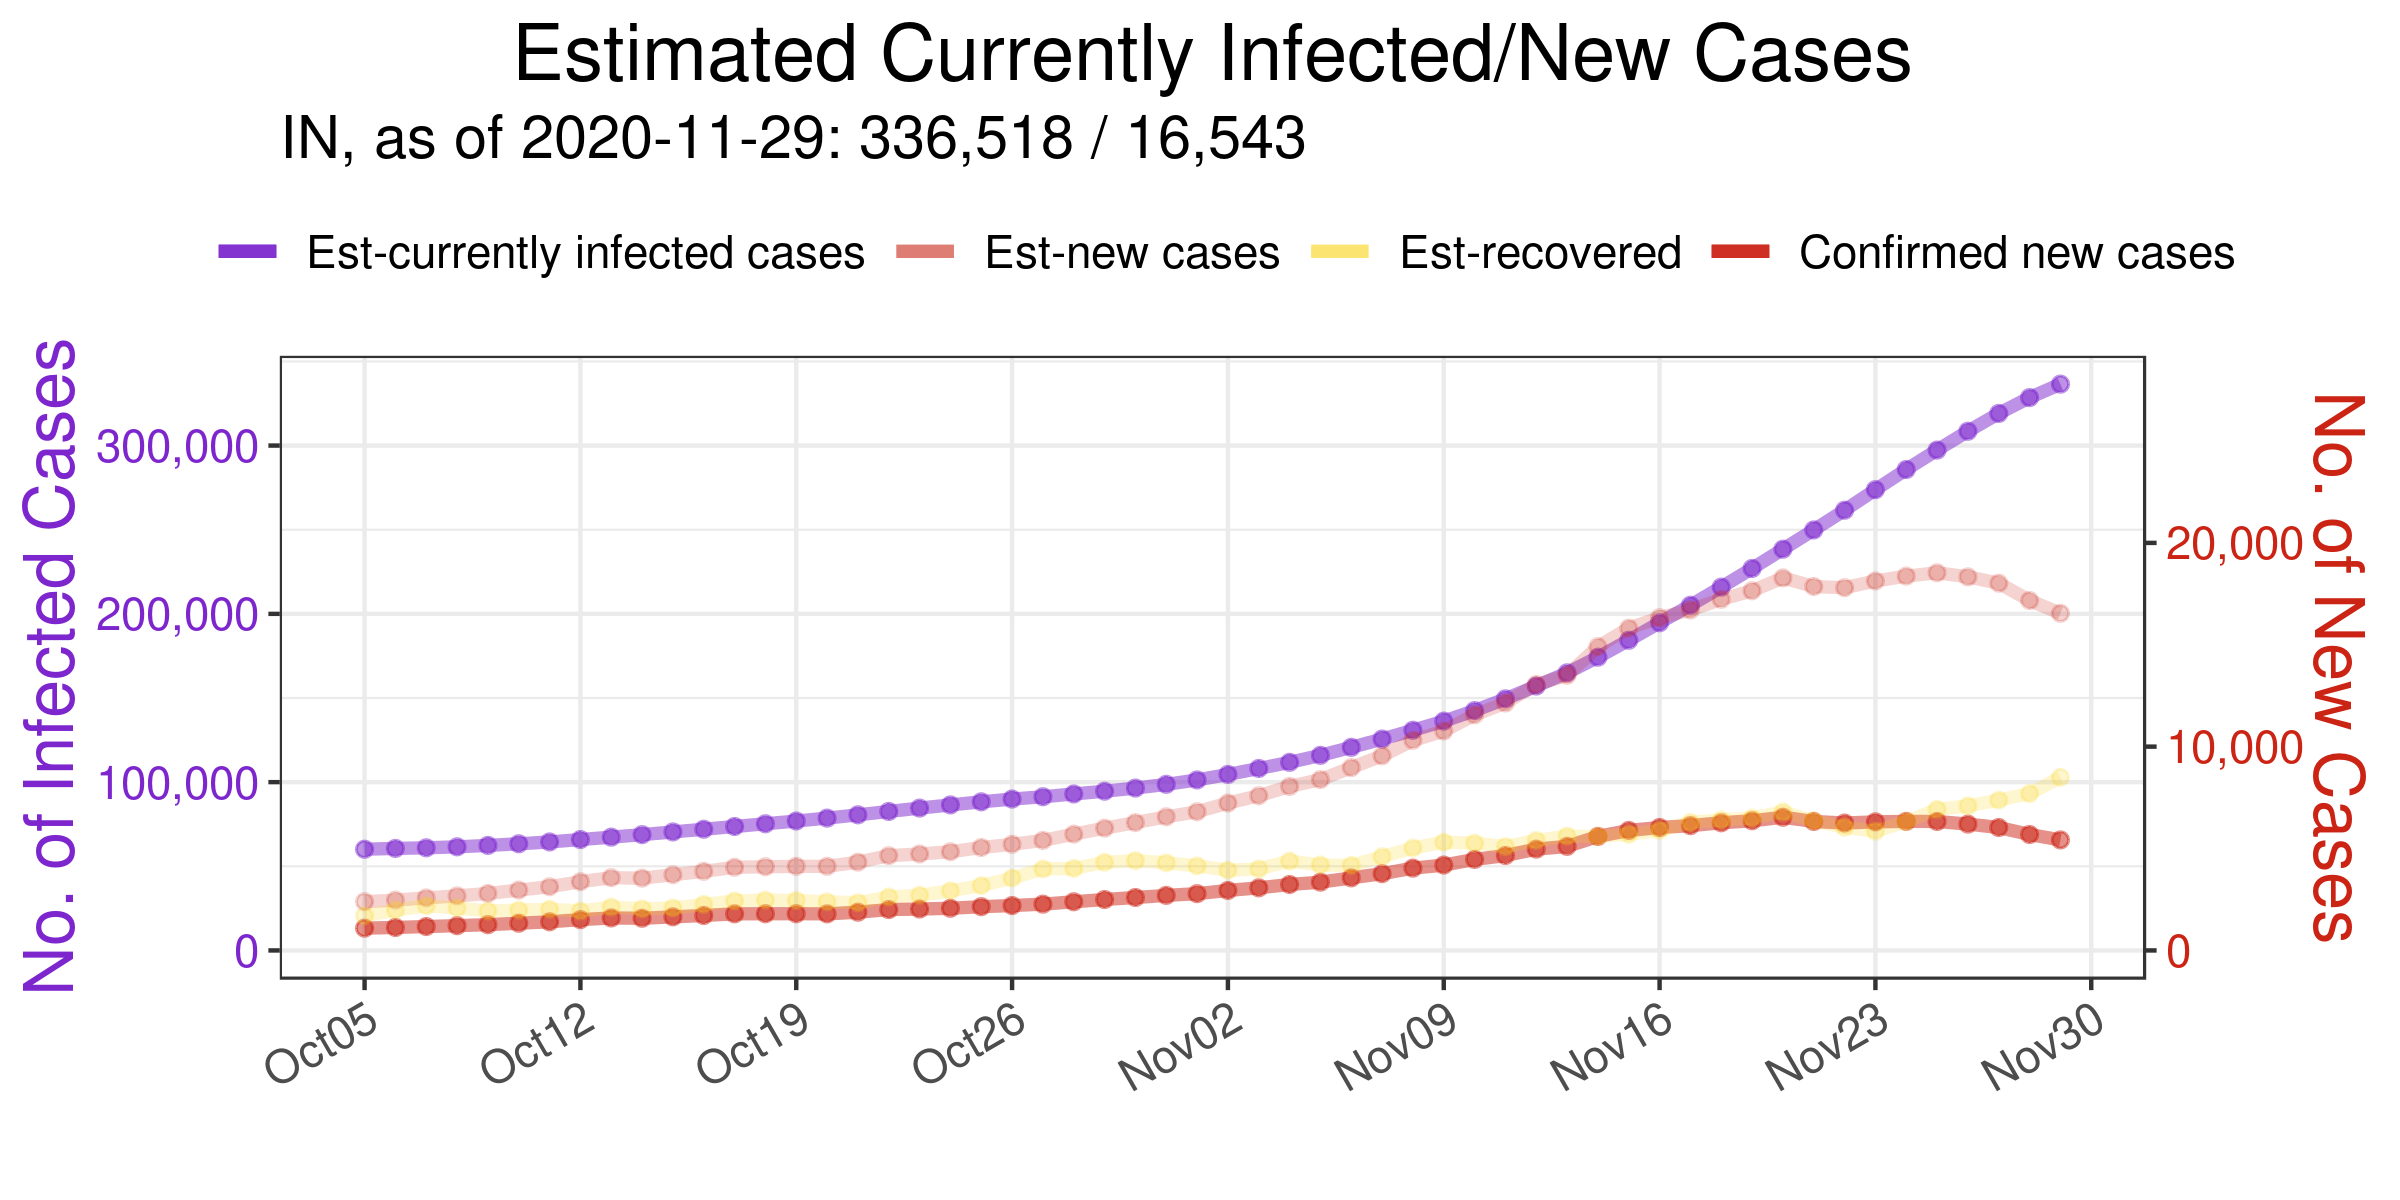 Estimated Currently Infected/New Cases
IN, as of 2020-11-29: 336,518 / 16,543
Est-currently infected cases Est-new cases Est-recovered Confirmed new cases
No. of Infected Cases
300,000
200,000
100,000
0
20,000
10,000
0
No. of New Cases
Oct05 Oct12 Oct19 Oct26 Nov02 Nov09 Nov16 Nov23 Nov30